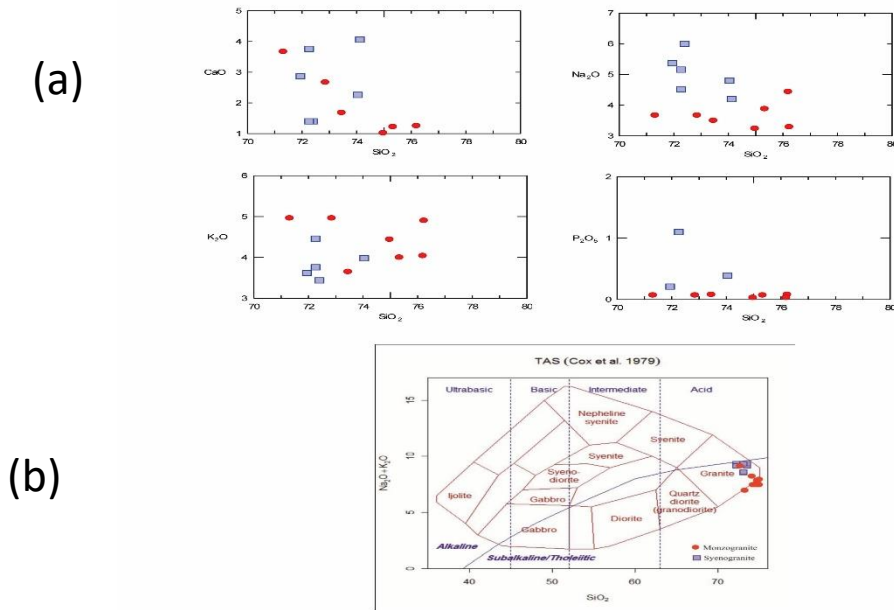 (a)
CaO
4
3
2
1
70
72
74
76
78
80
SiO2
Na2O
7
6
5
4
3
2
70
72
74
76
78
80
SiO2
K2O
6
5
4
3
70
72
74
76
78
80
SiO2
P2O5
2
1
0
70
72
74
76
78
80
SiO2
(b)
TAS (Cox et al. 1979)
Ultrabasic
Basic
Intermediate
Acid
Na2O+K2O
15
10
5
0
Nepheline
syenite
Syenite
Syenite
Syeno-
diorite
Granite
Ijolite
Gabbro
Quartz
diorite
(granodiorite)
Diorite
Gabbro
Alkaline
Subalkaline/Tholeiitic
Monzogranite
Syenogranite
40
50
60
70
SiO2